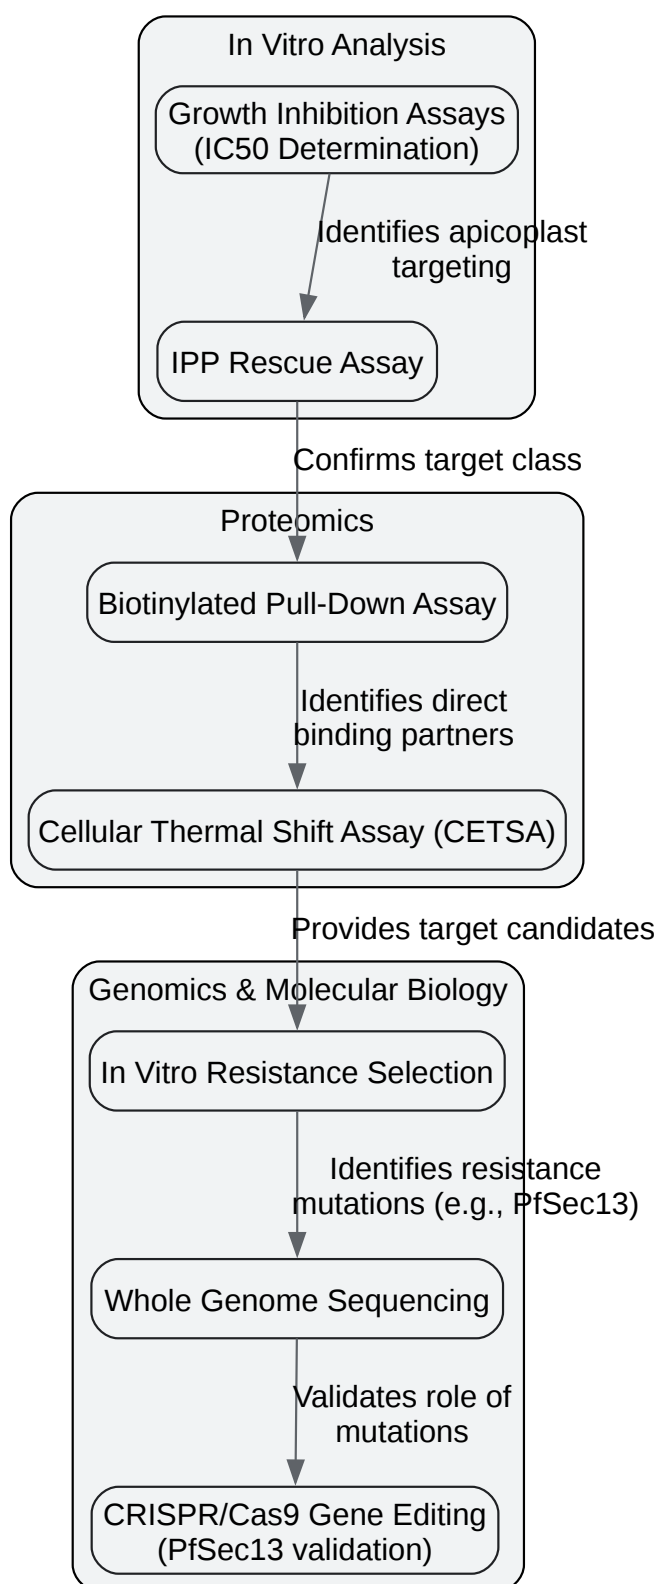 In Vitro Analysis
Growth Inhibition Assays
(IC50 Determination)
Identifies apicoplast
targeting
IPP Rescue Assay
Confirms target class
Proteomics
Biotinylated Pull-Down Assay
Identifies direct
binding partners
Cellular Thermal Shift Assay (CETSA)
Provides target candidates
Genomics & Molecular Biology
In Vitro Resistance Selection
Identifies resistance
mutations (e.g., PfSec13)
Whole Genome Sequencing
Validates role of
mutations
CRISPR/Cas9 Gene Editing
(PfSec13 validation)